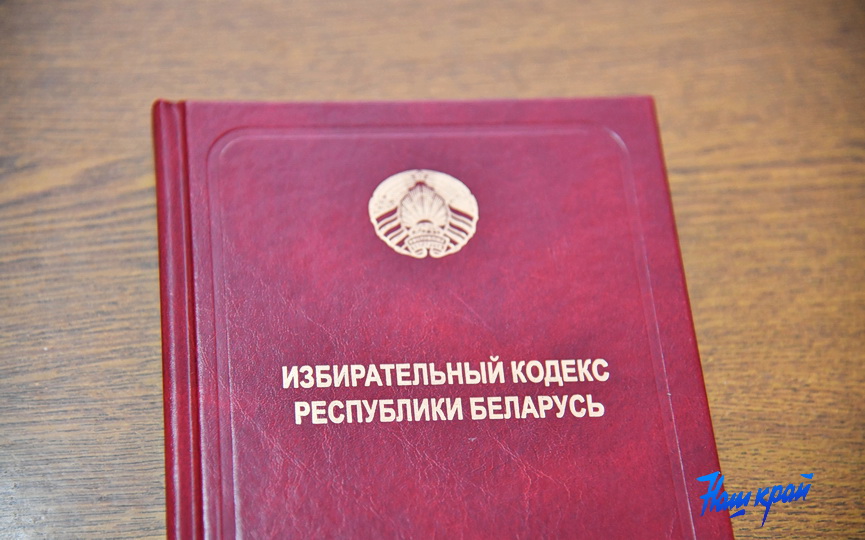 ИЗБИРАТЕЛЬНЫЙ КОДЕКС
РЕСПУБЛИКИ БЕЛАРУСЬ
Наш край